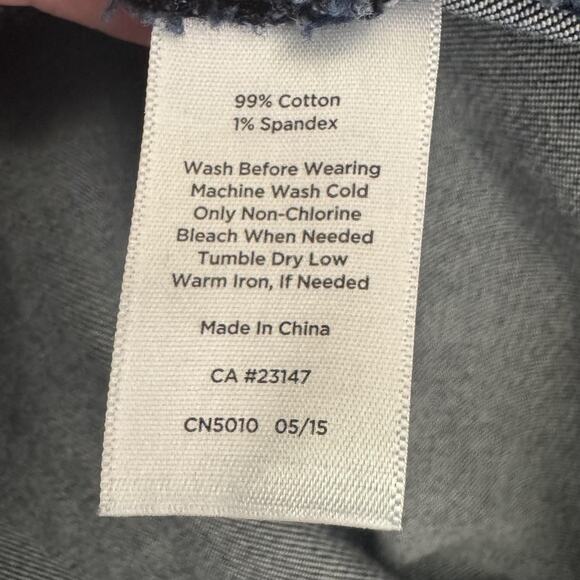 99% Cotton
1% Spandex
Wash Before Wearing
Machine Wash Cold
Only Non-Chlorine
Bleach When Needed
Tumble Dry Low
Warm Iron, If Needed
Made In China
CA #23147
CN5010 05/15